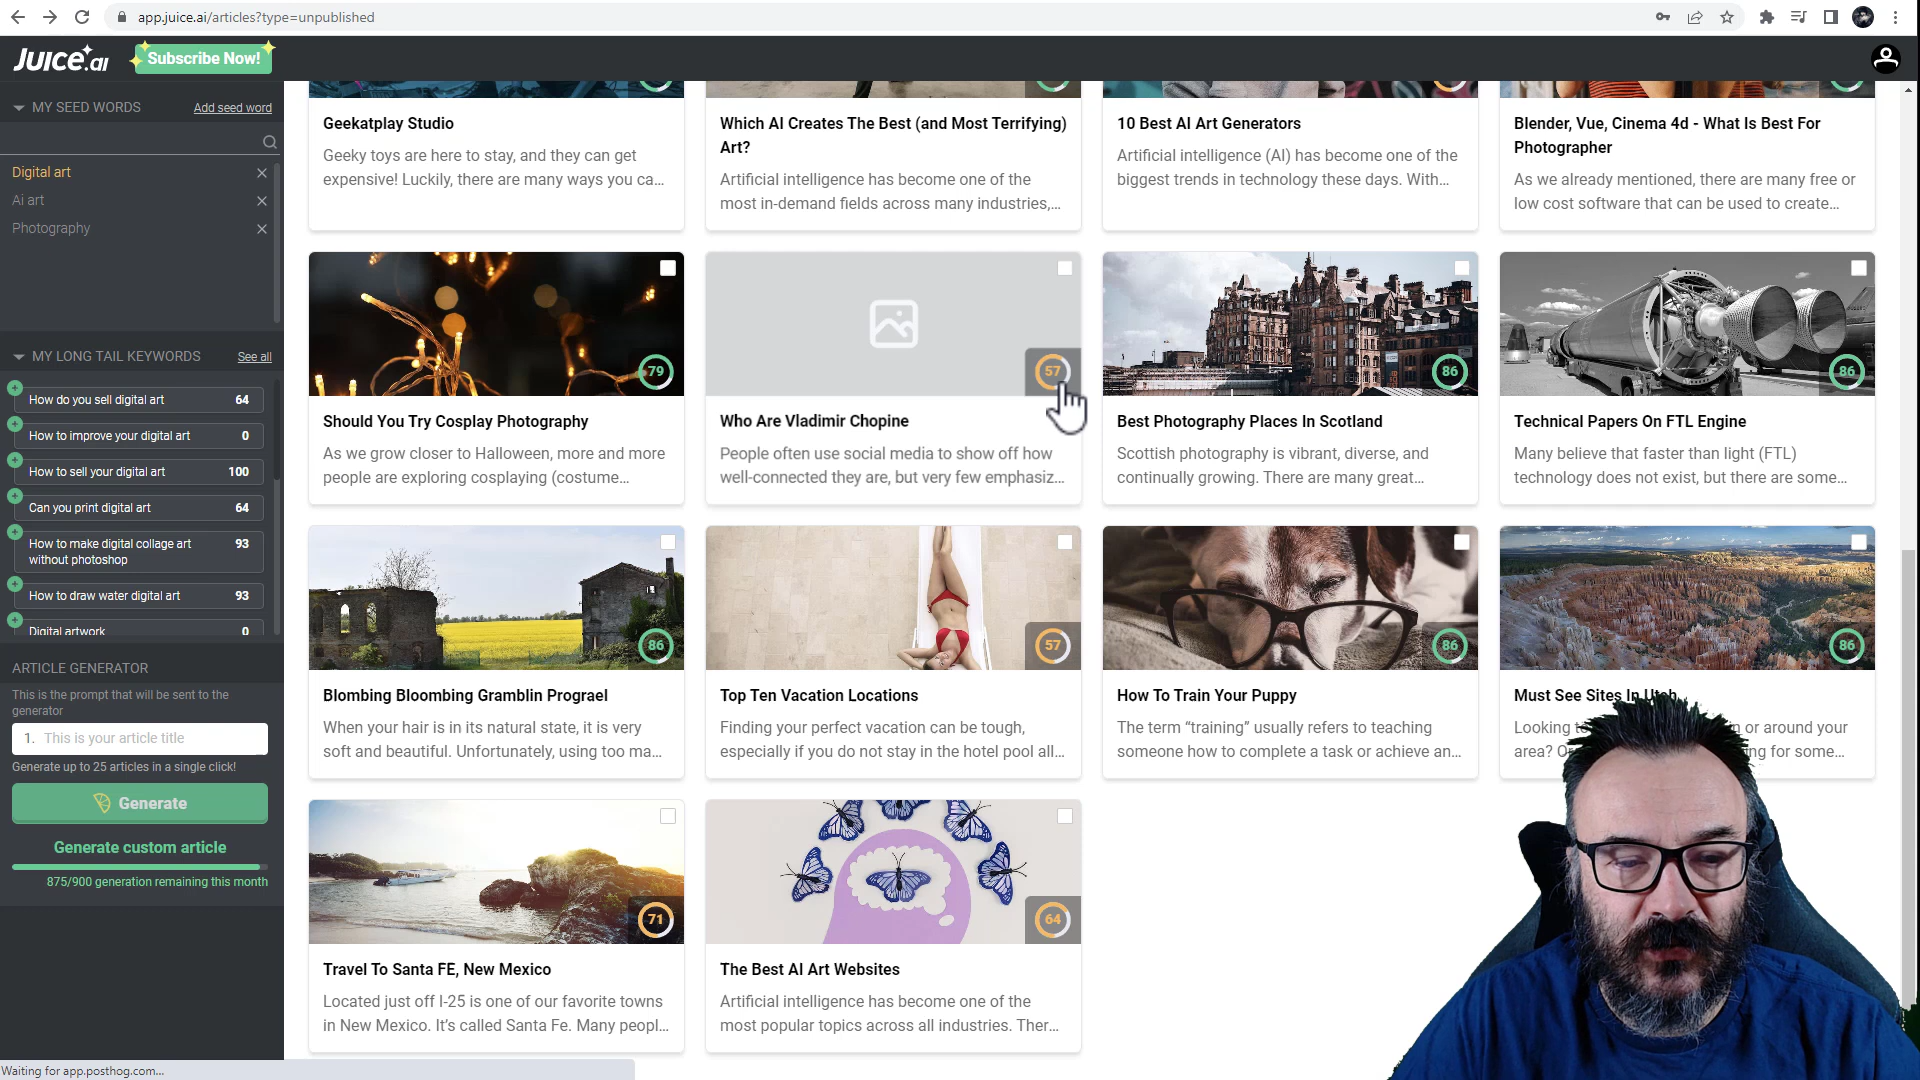 app.juice.ai/articles?type=unpublished
Juice.ai
Subscribe Now!
MY SEED WORDS
Add seed word
Digital art
Ai art
Photography
MY LONG TAIL KEYWORDS
See all
How do you sell digital art 64
How to improve your digital art 0
How to sell your digital art 100
Can you print digital art 64
How to make digital collage art 93
without photoshop
How to draw water digital art 93
Digital artwork 0
ARTICLE GENERATOR
This is the prompt that will be sent to the
generator
1. This is your article title
Generate up to 25 articles in a single click!
Generate
Generate custom article
875/900 generation remaining this month
Geekatplay Studio
Geeky toys are here to stay, and they can get
expensive! Luckily, there are many ways you ca...
Which AI Creates The Best (and Most Terrifying)
Art?
Artificial intelligence has become one of the
most in-demand fields across many industries,...
10 Best AI Art Generators
Artificial intelligence (AI) has become one of the
biggest trends in technology these days. With...
Blender, Vue, Cinema 4d - What Is Best For
Photographer
As we already mentioned, there are many free or
low cost software that can be used to create...
79
Should You Try Cosplay Photography
As we grow closer to Halloween, more and more
people are exploring cosplaying (costume...
57
Who Are Vladimir Chopine
People often use social media to show off how
well-connected they are, but very few emphasiz...
86
Best Photography Places In Scotland
Scottish photography is vibrant, diverse, and
continually growing. There are many great...
86
Technical Papers On FTL Engine
Many believe that faster than light (FTL)
technology does not exist, but there are some...
86
Blombing Bloombing Gramblin Prograel
When your hair is in its natural state, it is very
soft and beautiful. Unfortunately, using too ma...
57
Top Ten Vacation Locations
Finding your perfect vacation can be tough,
especially if you do not stay in the hotel pool all...
86
How To Train Your Puppy
The term “training” usually refers to teaching
someone how to complete a task or achieve an...
86
Must See Sites In Utah
Looking or around your
area? ng for some...
71
Travel To Santa FE, New Mexico
Located just off I-25 is one of our favorite towns
in New Mexico. It’s called Santa Fe. Many peopl...
64
The Best AI Art Websites
Artificial intelligence has become one of the
most popular topics across all industries. Ther...
Waiting for app.posthog.com...